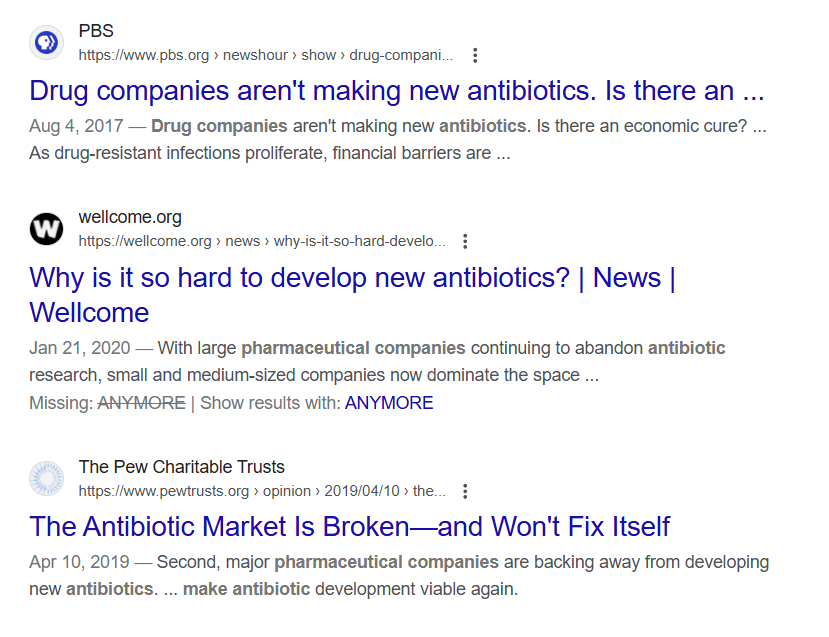 PBS
https://www.pbs.org › newshour › show › drug-compani...
Drug companies aren't making new antibiotics. Is there an ...
Aug 4, 2017 — Drug companies aren't making new antibiotics. Is there an economic cure? ...
As drug-resistant infections proliferate, financial barriers are ...
W
wellcome.org
https://wellcome.org › news › why-is-it-so-hard-develo...
Why is it so hard to develop new antibiotics? | News |
Wellcome
Jan 21, 2020 — With large pharmaceutical companies continuing to abandon antibiotic
research, small and medium-sized companies now dominate the space ...
Missing: ANYMORE | Show results with: ANYMORE
The Pew Charitable Trusts
https://www.pewtrusts.org › opinion › 2019/04/10 › the...
The Antibiotic Market Is Broken—and Won't Fix Itself
Apr 10, 2019 — Second, major pharmaceutical companies are backing away from developing
new antibiotics. ... make antibiotic development viable again.